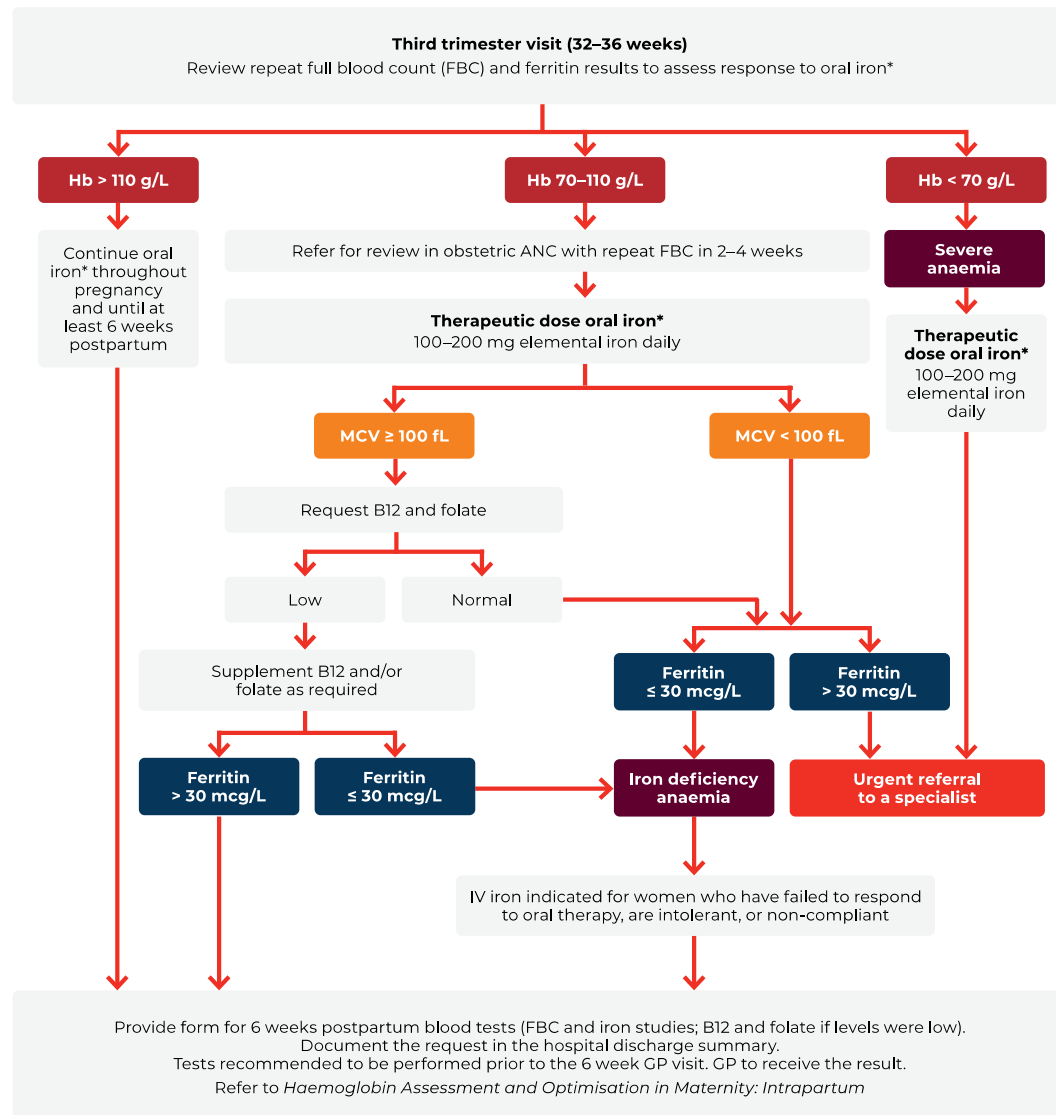 Third trimester visit (32–36 weeks)
Review repeat full blood count (FBC) and ferritin results to assess response to oral iron*
Hb > 110 g/L
Hb 70–110 g/L
Hb < 70 g/L
Continue oral
iron* throughout
pregnancy
and until at
least 6 weeks
postpartum
Refer for review in obstetric ANC with repeat FBC in 2–4 weeks
Severe
anaemia
Therapeutic dose oral iron*
100–200 mg elemental iron daily
Therapeutic
dose oral iron*
100–200 mg
elemental iron
daily
MCV ≥ 100 fL
MCV < 100 fL
Request B12 and folate
Low
Normal
Supplement B12 and/or
folate as required
Ferritin
≤ 30 mcg/L
Ferritin
> 30 mcg/L
Ferritin
> 30 mcg/L
Ferritin
≤ 30 mcg/L
Iron deficiency
anaemia
Urgent referral
to a specialist
IV iron indicated for women who have failed to respond
to oral therapy, are intolerant, or non-compliant
Provide form for 6 weeks postpartum blood tests (FBC and iron studies; B12 and folate if levels were low).
Document the request in the hospital discharge summary.
Tests recommended to be performed prior to the 6 week GP visit. GP to receive the result.
Refer to Haemoglobin Assessment and Optimisation in Maternity: Intrapartum